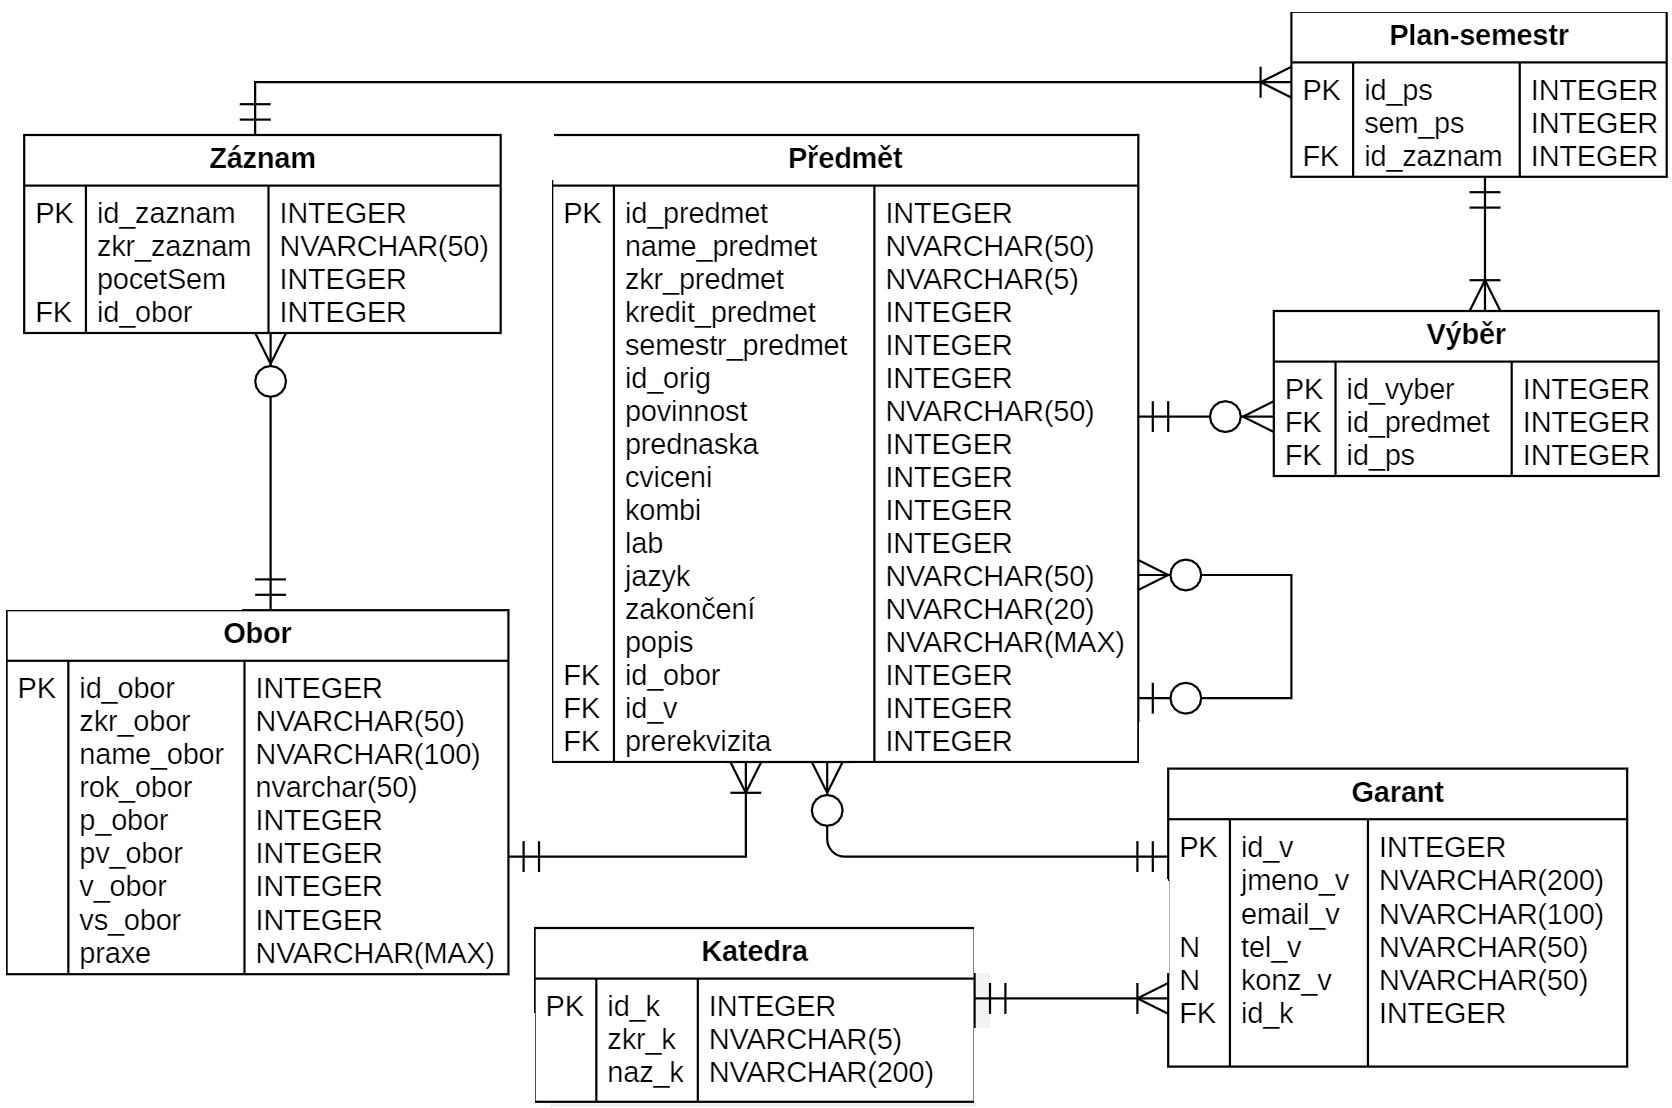 Plan-semestr
PK id_ps INTEGER
sem_ps INTEGER
FK id_zaznam INTEGER
Záznam
PK id_zaznam INTEGER
zkr_zaznam NVARCHAR(50)
pocetSem INTEGER
FK id_obor INTEGER
Předmět
PK id_predmet INTEGER
name_predmet NVARCHAR(50)
zkr_predmet NVARCHAR(5)
kredit_predmet INTEGER
semestr_predmet INTEGER
id_orig INTEGER
povinnost NVARCHAR(50)
prednaska INTEGER
cviceni INTEGER
kombi INTEGER
lab INTEGER
jazyk NVARCHAR(50)
zakončení NVARCHAR(20)
popis NVARCHAR(MAX)
FK id_obor INTEGER
FK id_v INTEGER
FK prerekvizita INTEGER
Výběr
PK id_vyber INTEGER
FK id_predmet INTEGER
FK id_ps INTEGER
Obor
PK id_obor INTEGER
zkr_obor NVARCHAR(50)
name_obor NVARCHAR(100)
rok_obor nvarchar(50)
p_obor INTEGER
pv_obor INTEGER
v_obor INTEGER
vs_obor INTEGER
praxe NVARCHAR(MAX)
Garant
PK id_v INTEGER
jmeno_v NVARCHAR(200)
email_v NVARCHAR(100)
N tel_v NVARCHAR(50)
N konz_v NVARCHAR(50)
FK id_k INTEGER
Katedra
PK id_k INTEGER
zkr_k NVARCHAR(5)
naz_k NVARCHAR(200)